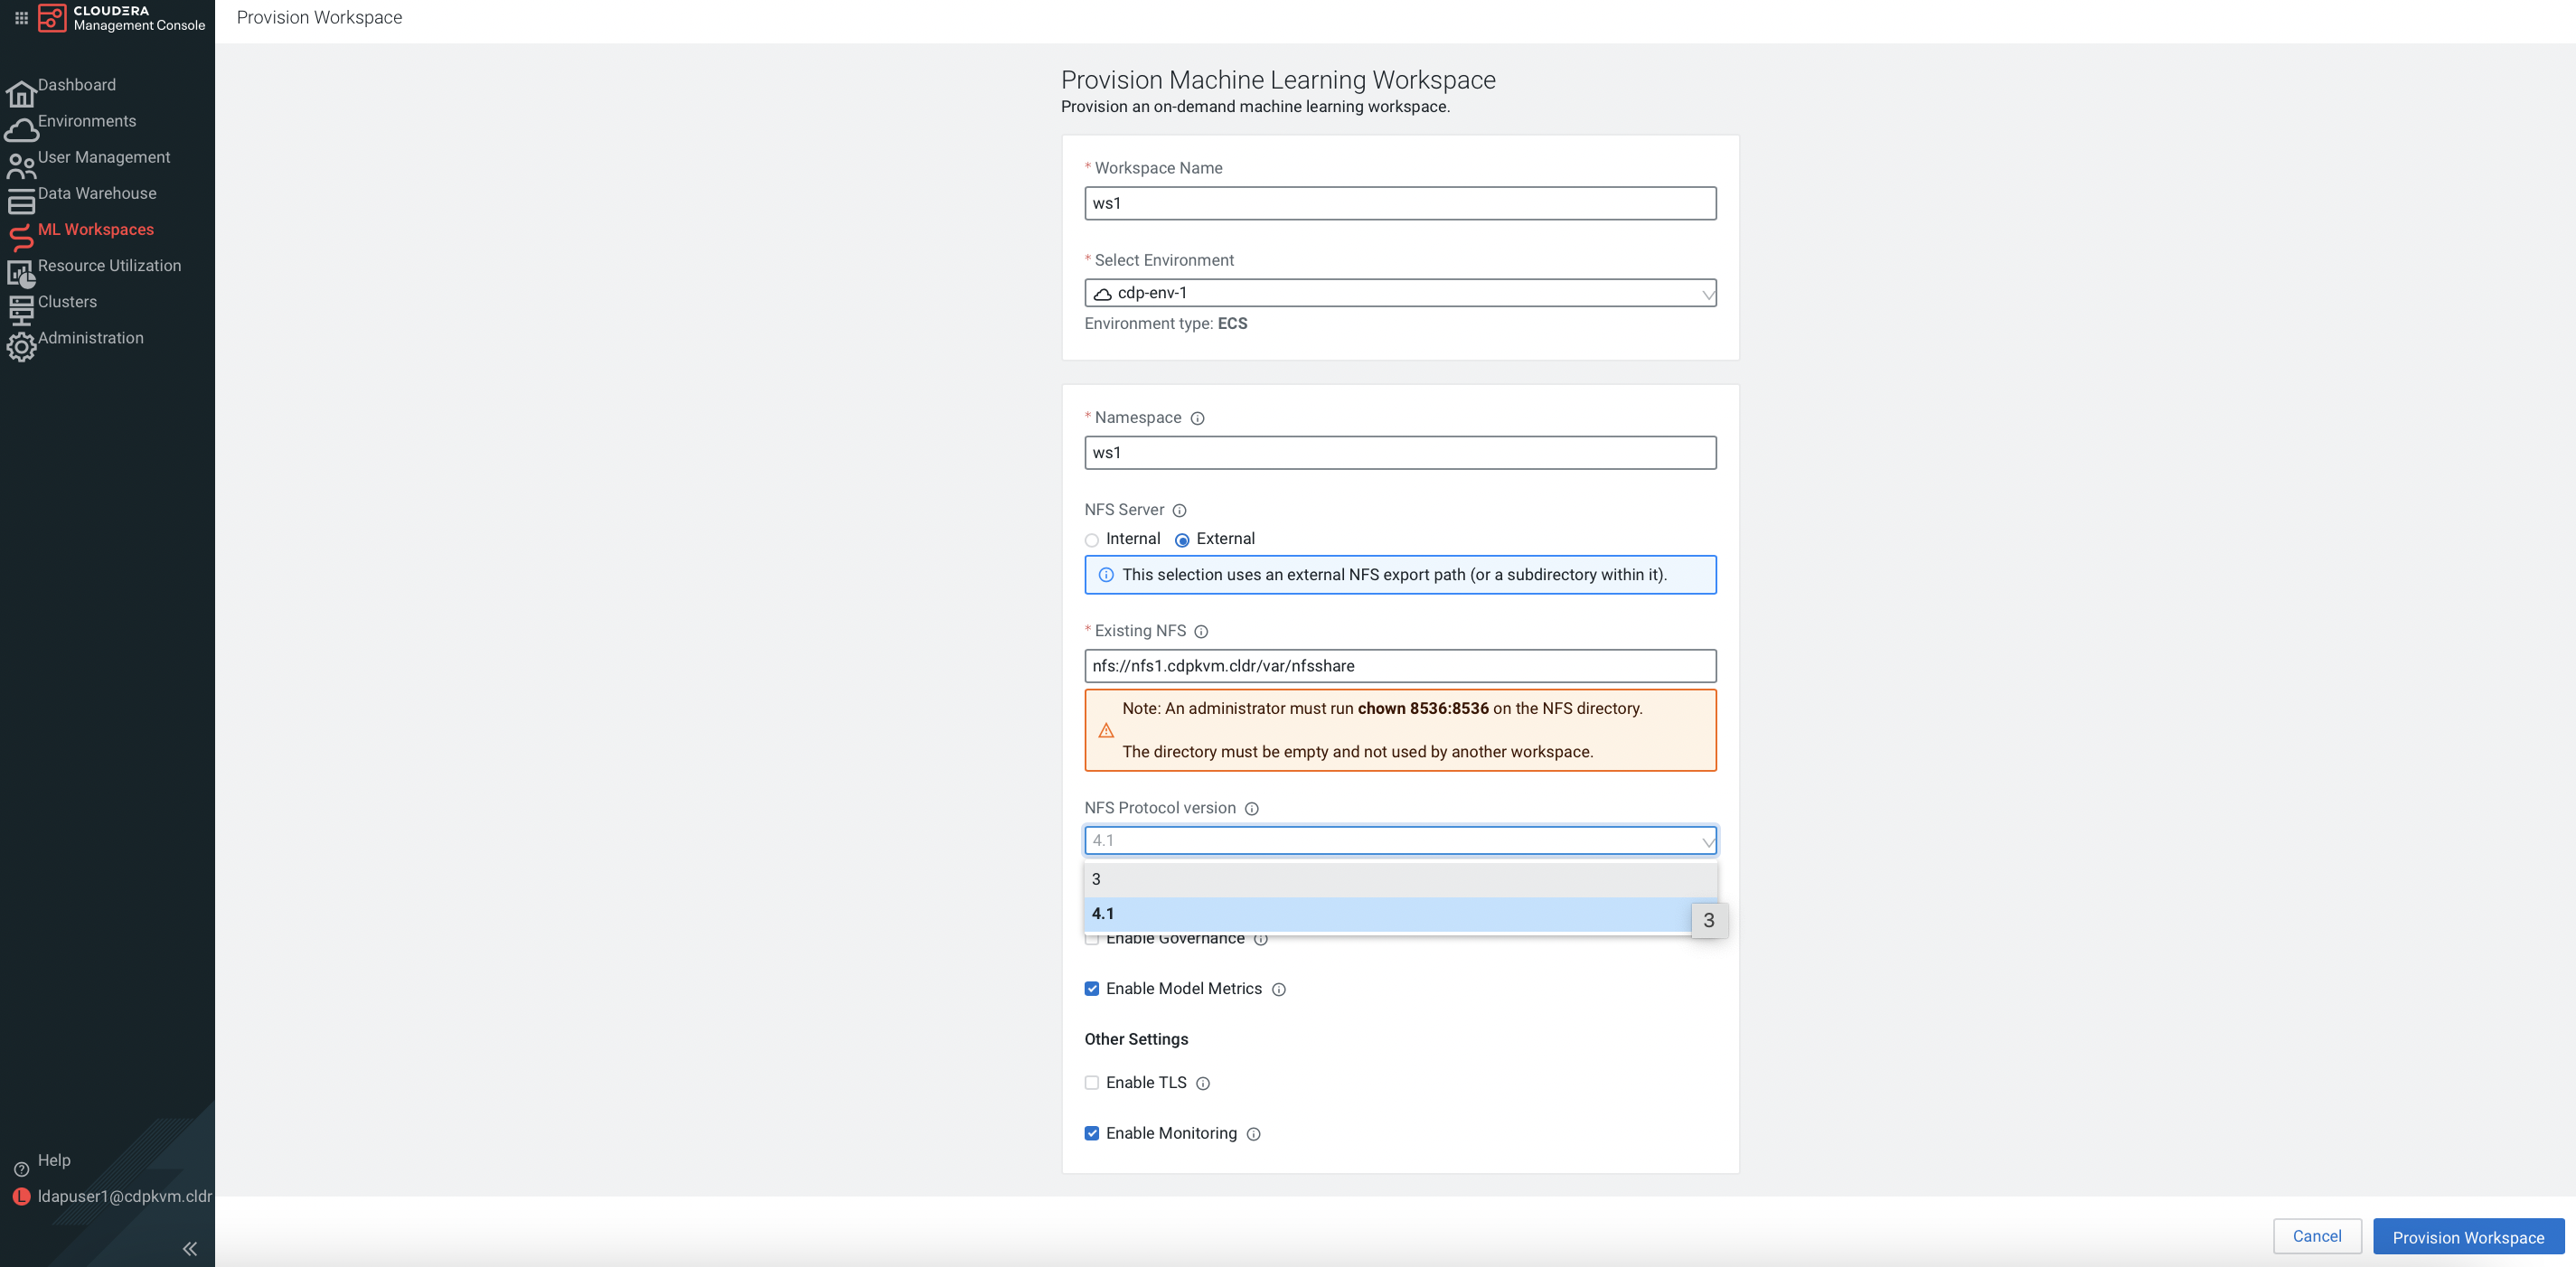 CLOUDERA
Management Console
Provision Workspace
Dashboard
Environments
User Management
Data Warehouse
ML Workspaces
Resource Utilization
Clusters
Administration
Provision Machine Learning Workspace
Provision an on-demand machine learning workspace.
* Workspace Name
ws1
* Select Environment
cdp-env-1
Environment type: ECS
* Namespace
ws1
NFS Server
Internal External
This selection uses an external NFS export path (or a subdirectory within it).
* Existing NFS
nfs://nfs1.cdpkvm.cldr/var/nfsshare
Note: An administrator must run chown 8536:8536 on the NFS directory.
The directory must be empty and not used by another workspace.
NFS Protocol version
4.1
3
4.1
3
Enable Governance
Enable Model Metrics
Other Settings
Enable TLS
Enable Monitoring
Help
L ldapuser1@cdpkvm.cldr
Cancel Provision Workspace